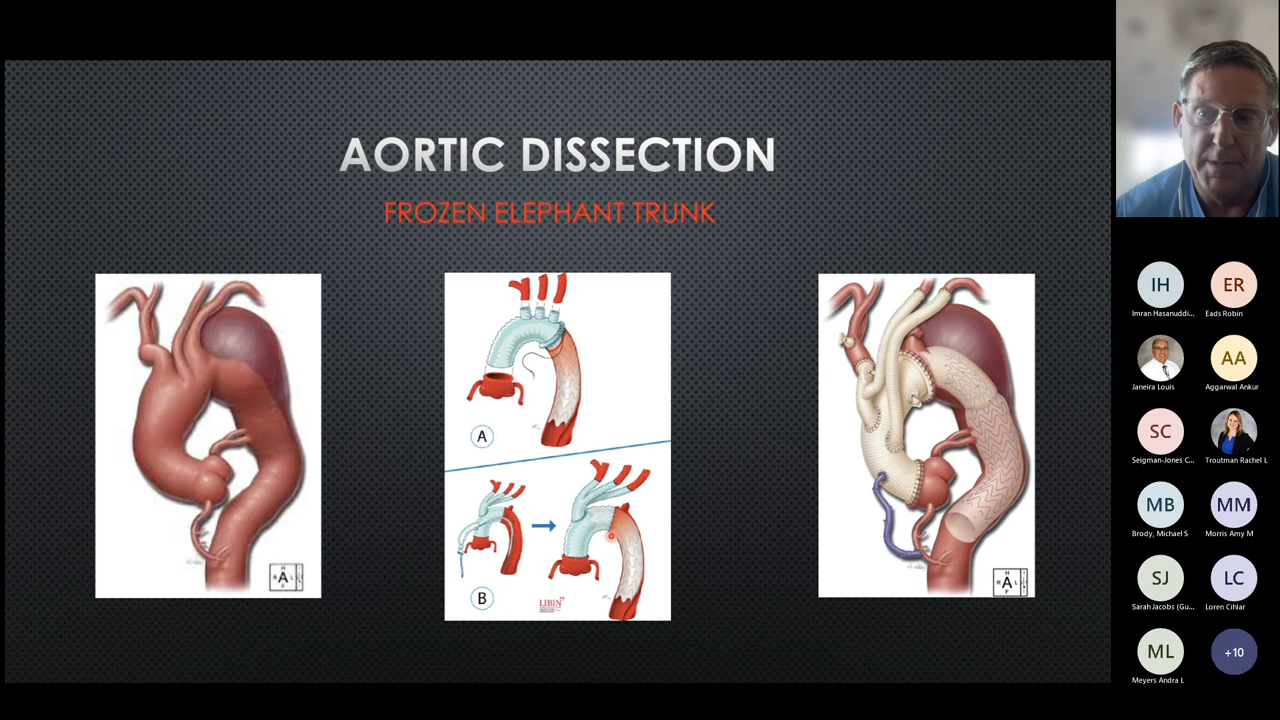 AORTIC DISSECTION
FROZEN ELEPHANT TRUNK
A
B
LIBIN
A
A
IH
ER
Imran Hasanuddi...
Eads Robin
AA
Janeira Louis
Aggarwal Ankur
SC
Seigman-Jones C...
Troutman Rachel L
MB
MM
Brody, Michael S
Morris Amy M
SJ
LC
Sarah Jacobs (Gu...
Loren Cihlar
ML
+10
Meyers Andra L